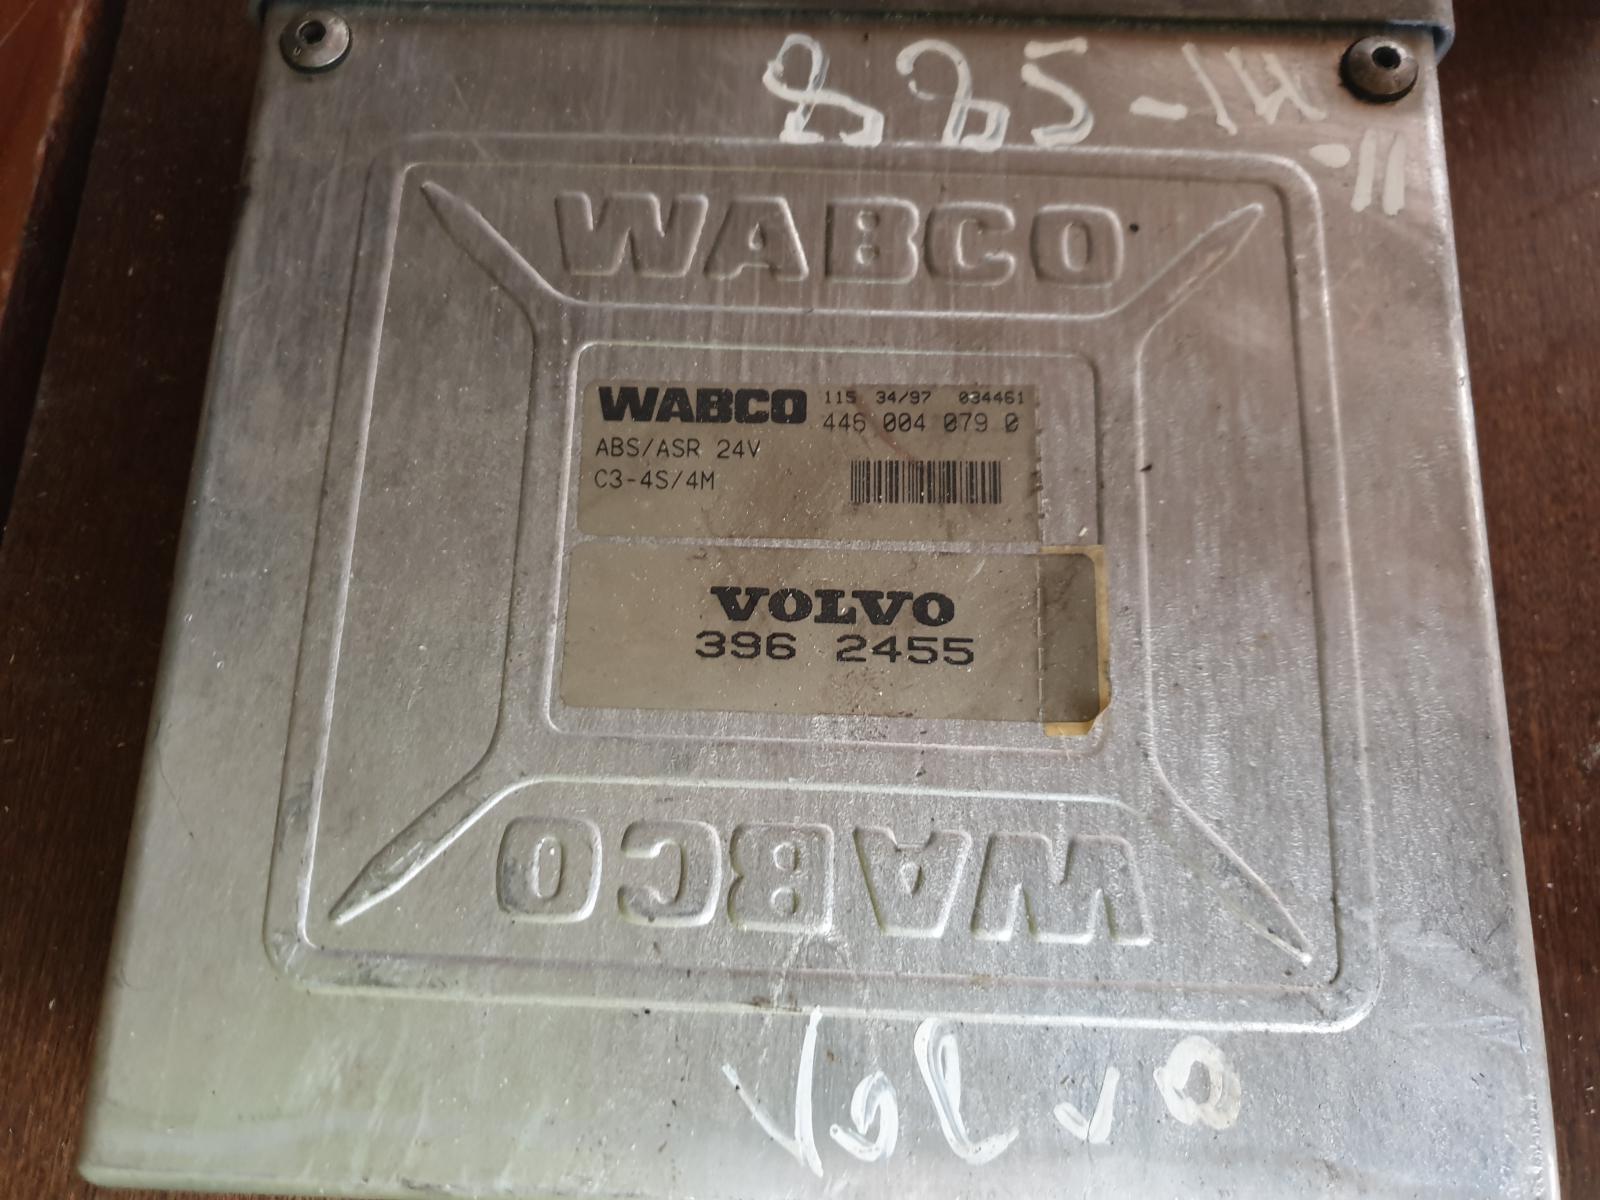 WABCO
WABCO 115 34/97 034461
446 004 079 0
ABS/ASR 24V
C3-4S/4M
VOLVO
396 2455
WABCO
Volvo